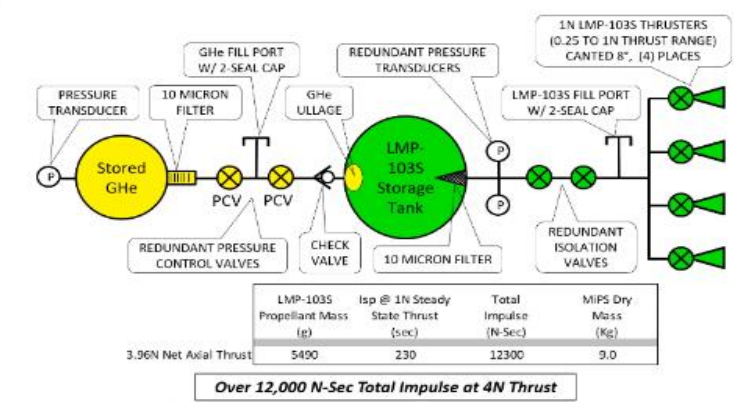 1N LMP-103S THRUSTERS
(0.25 TO 1N THRUST RANGE)
CANTED 8°, (4) PLACES
GHe FILL PORT
W/ 2-SEAL CAP
REDUNDANT PRESSURE
TRANSDUCERS
PRESSURE
TRANSDUCER
10 MICRON
FILTER
GHe
ULLAGE
LMP-103S FILL PORT
W/ 2-SEAL CAP
P
Stored
GHe
PCV
PCV
LMP-
103S
Storage
Tank
P
P
REDUNDANT PRESSURE
CONTROL VALVES
CHECK
VALVE
10 MICRON FILTER
REDUNDANT
ISOLATION
VALVES
LMP-103S
Propellant Mass
(g)
Isp @ 1N Steady
State Thrust
(sec)
Total
Impulse
(N-Sec)
MiPS Dry
Mass
(Kg)
3.96N Net Axial Thrust 5490 230 12300 9.0
Over 12,000 N-Sec Total Impulse at 4N Thrust